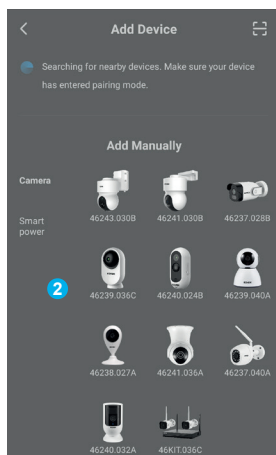 Add Device
Searching for nearby devices. Make sure your device
has entered pairing mode.
Add Manually
Camera
Smart
power
2
46243.030B 46241.030B 46237.028B
46239.036C 46240.024B 46239.040A
46238.027A 46241.036A 46237.040A
46240.032A 46KIT.036C